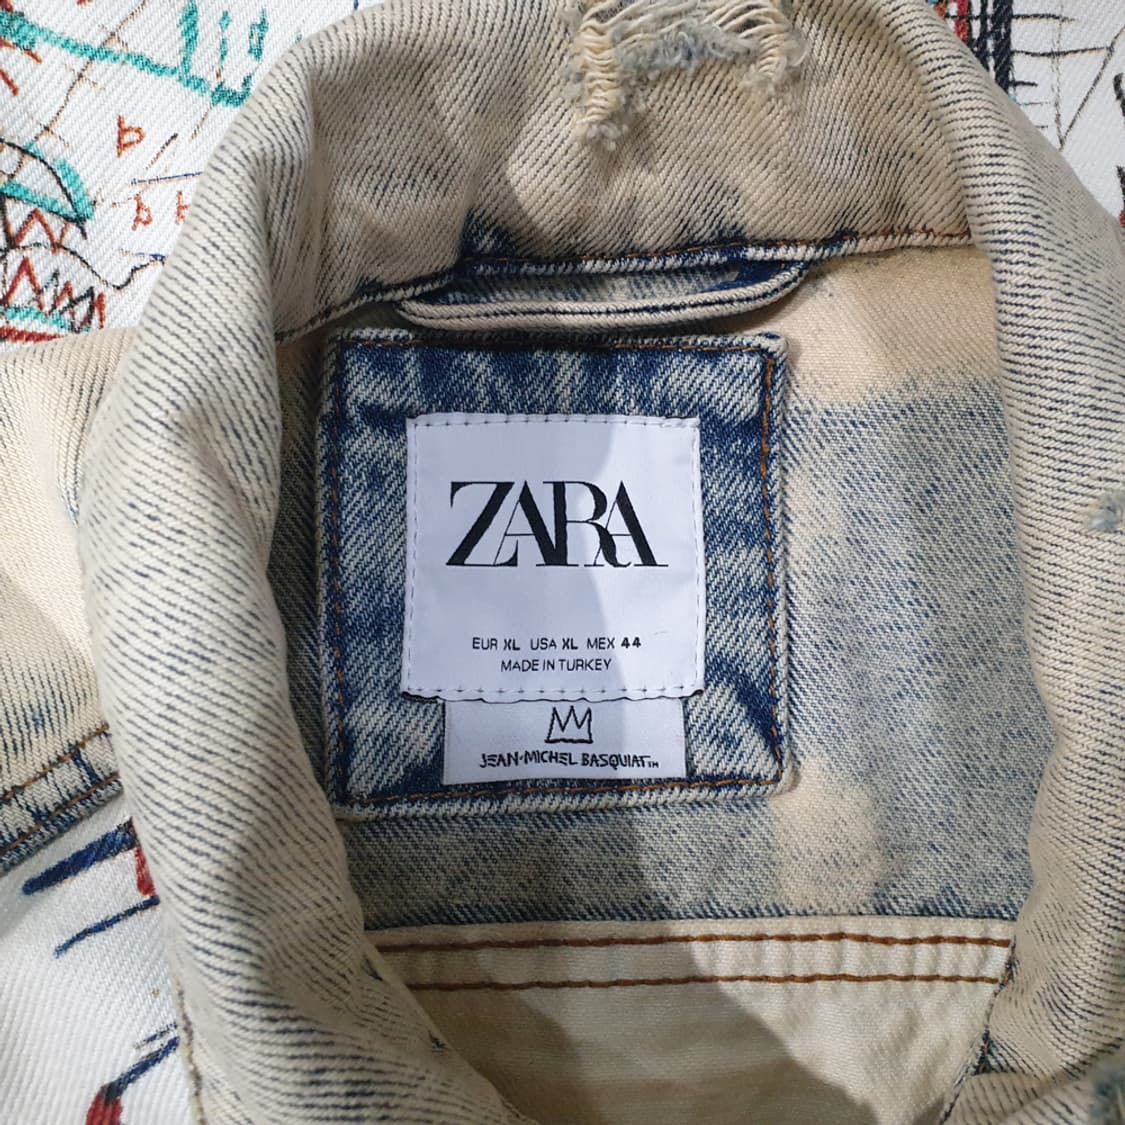 b
b b
ZARA
EUR XL USA XL MEX 44
MADE IN TURKEY
JEAN-MICHEL BASQUIAT™